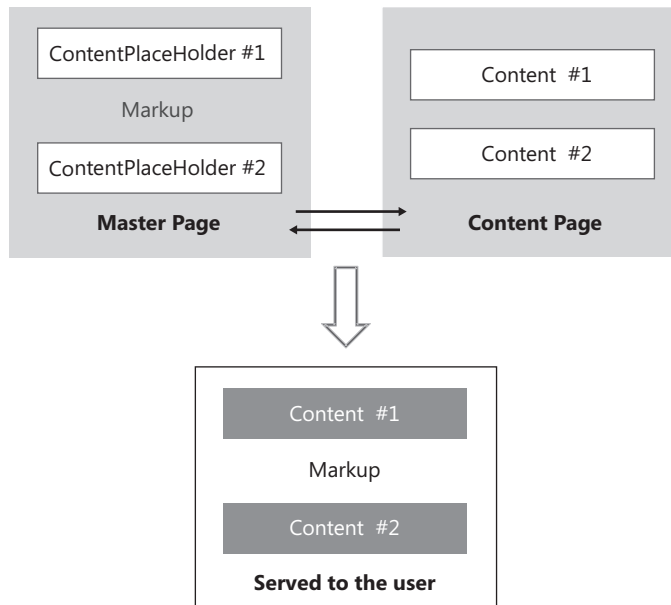 ContentPlaceHolder #1
Markup
ContentPlaceHolder #2
Master Page
Content #1
Content #2
Content Page
Content #1
Markup
Content #2
Served to the user